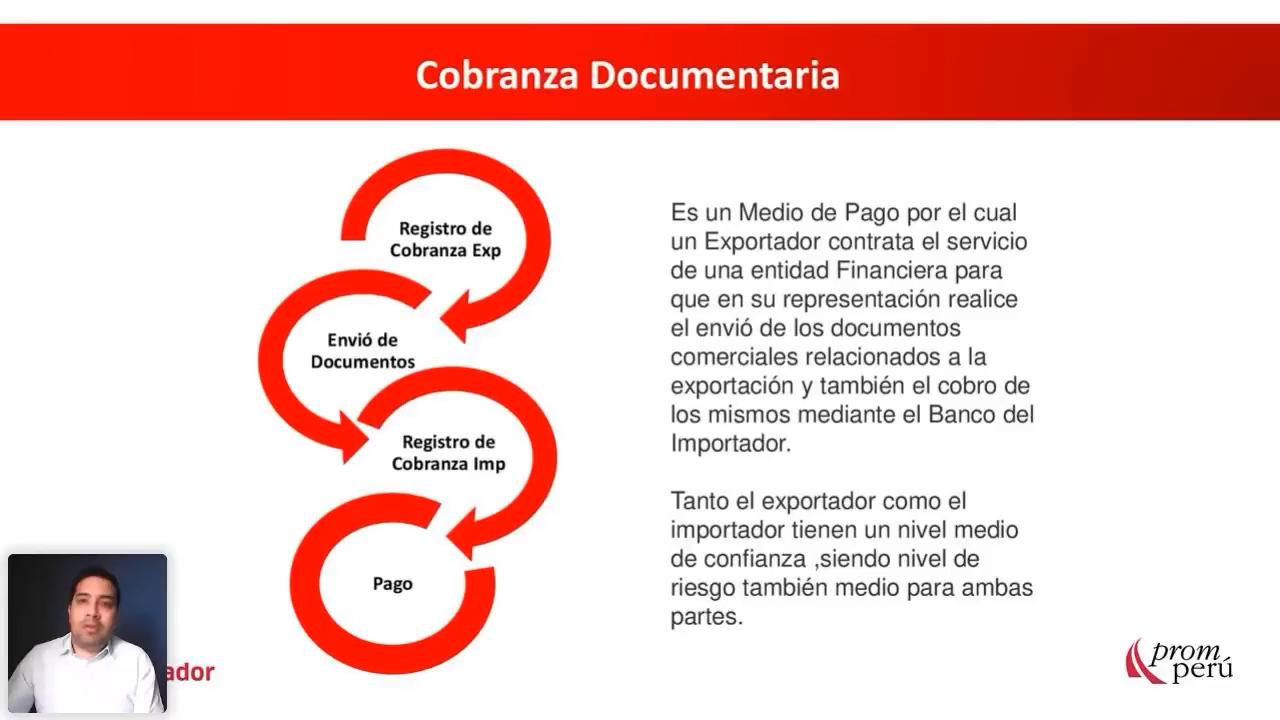 Cobranza Documentaria
Registro de
Cobranza Exp
Envió de
Documentos
Registro de
Cobranza Imp
Pago
Es un Medio de Pago por el cual
un Exportador contrata el servicio
de una entidad Financiera para
que en su representación realice
el envió de los documentos
comerciales relacionados a la
exportación y también el cobro de
los mismos mediante el Banco del
Importador.
Tanto el exportador como el
importador tienen un nivel medio
de confianza ,siendo nivel de
riesgo también medio para ambas
partes.
ador
prom
perú